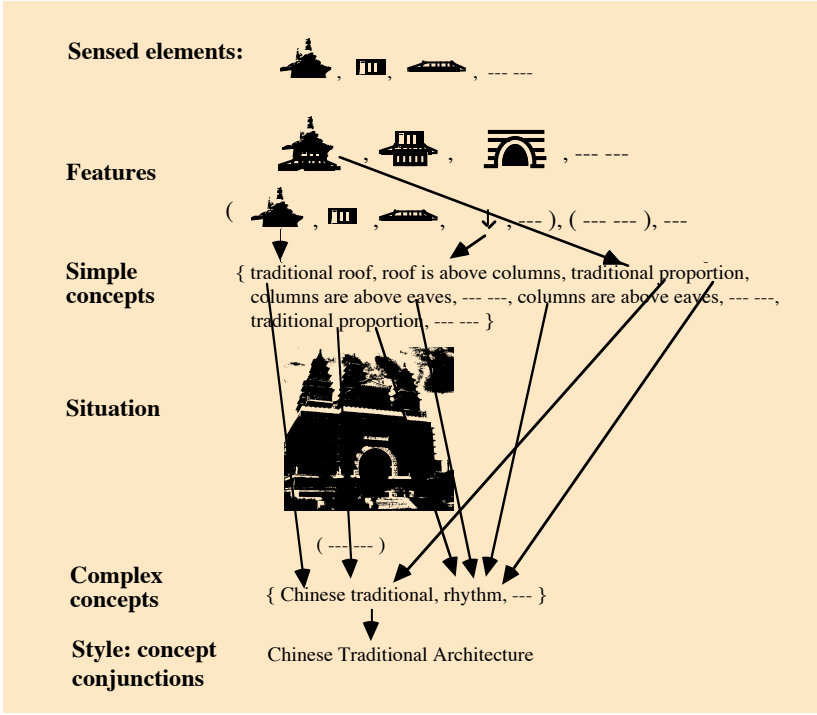 Sensed elements: , , , --- ---
Features , , , --- ---
( , , , , --- ), ( --- --- ), ---
Simple concepts { traditional roof, roof is above columns, traditional proportion,
columns are above eaves, --- ---, columns are above eaves, --- ---,
traditional proportion, --- --- }
Situation
( --- --- )
Complex concepts { Chinese traditional, rhythm, --- }
Style: concept conjunctions Chinese Traditional Architecture